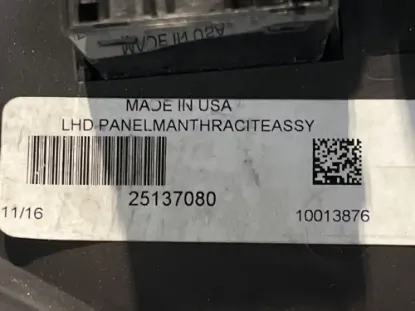 MADE IN USA
MADE IN USA
LHD PANELMANTHRACITEASSY
25137080
11/16
10013876